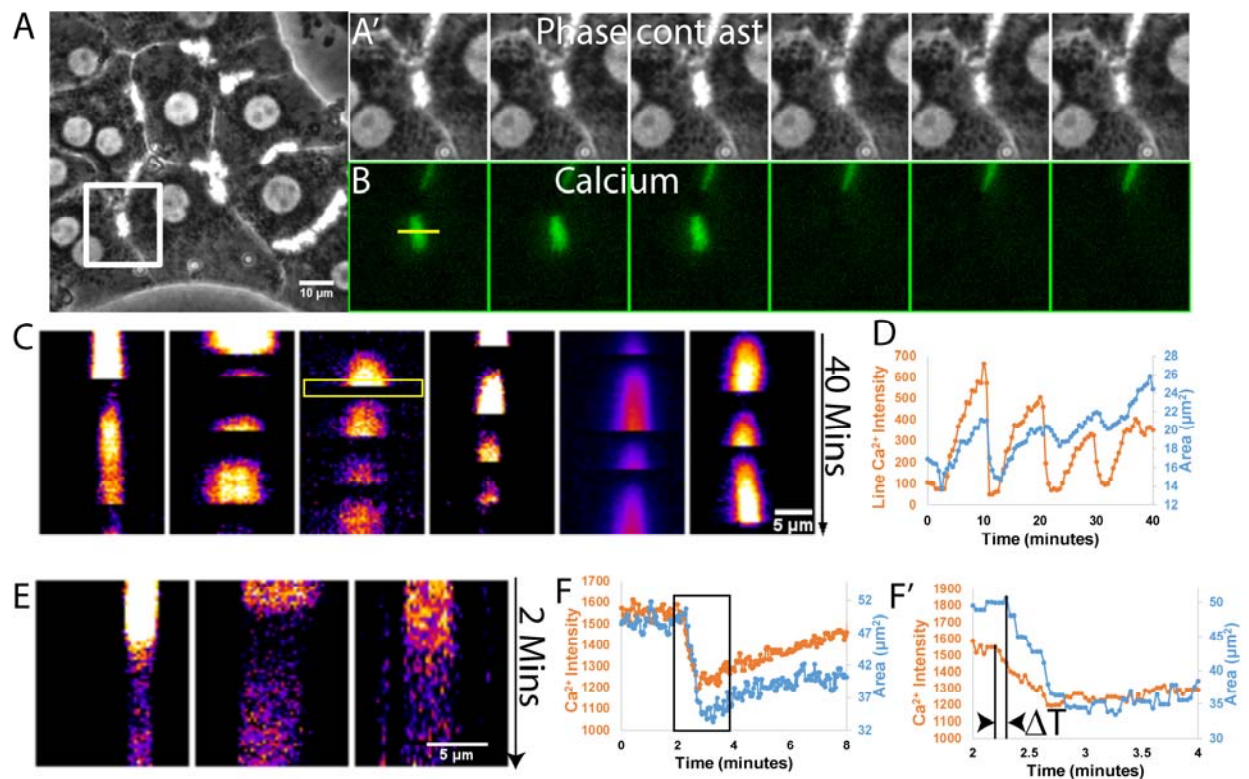 A
10 µm
A'
Phase contrast
B
Calcium
C
40 Mins
5 µm
D
Line Ca²⁺ Intensity
700
600
500
400
300
200
100
0
28
26
24
22
20
18
16
14
12
Area (µm²)
0 10 20 30 40
Time (minutes)
E
2 Mins
5 µm
F
Ca²⁺ Intensity
1700
1600
1500
1400
1300
1200
1100
1000
52
47
42
37
32
Area (µm²)
0 2 4 6 8
Time (minutes)
F'
Ca²⁺ Intensity
1900
1800
1700
1600
1500
1400
1300
1200
1100
1000
50
45
40
35
30
Area (µm²)
ΔT
2 2.5 3 3.5 4
Time (minutes)